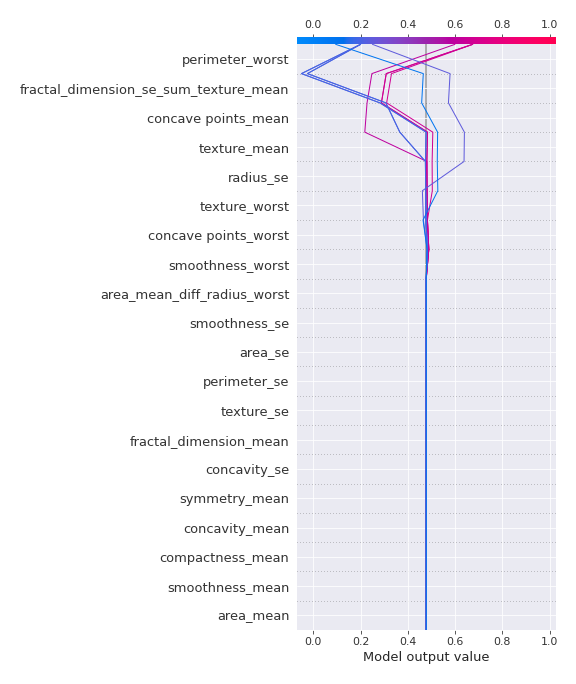 0.0 0.2 0.4 0.6 0.8 1.0
perimeter_worst
fractal_dimension_se_sum_texture_mean
concave points_mean
texture_mean
radius_se
texture_worst
concave points_worst
smoothness_worst
area_mean_diff_radius_worst
smoothness_se
area_se
perimeter_se
texture_se
fractal_dimension_mean
concavity_se
symmetry_mean
concavity_mean
compactness_mean
smoothness_mean
area_mean
0.0 0.2 0.4 0.6 0.8 1.0
Model output value